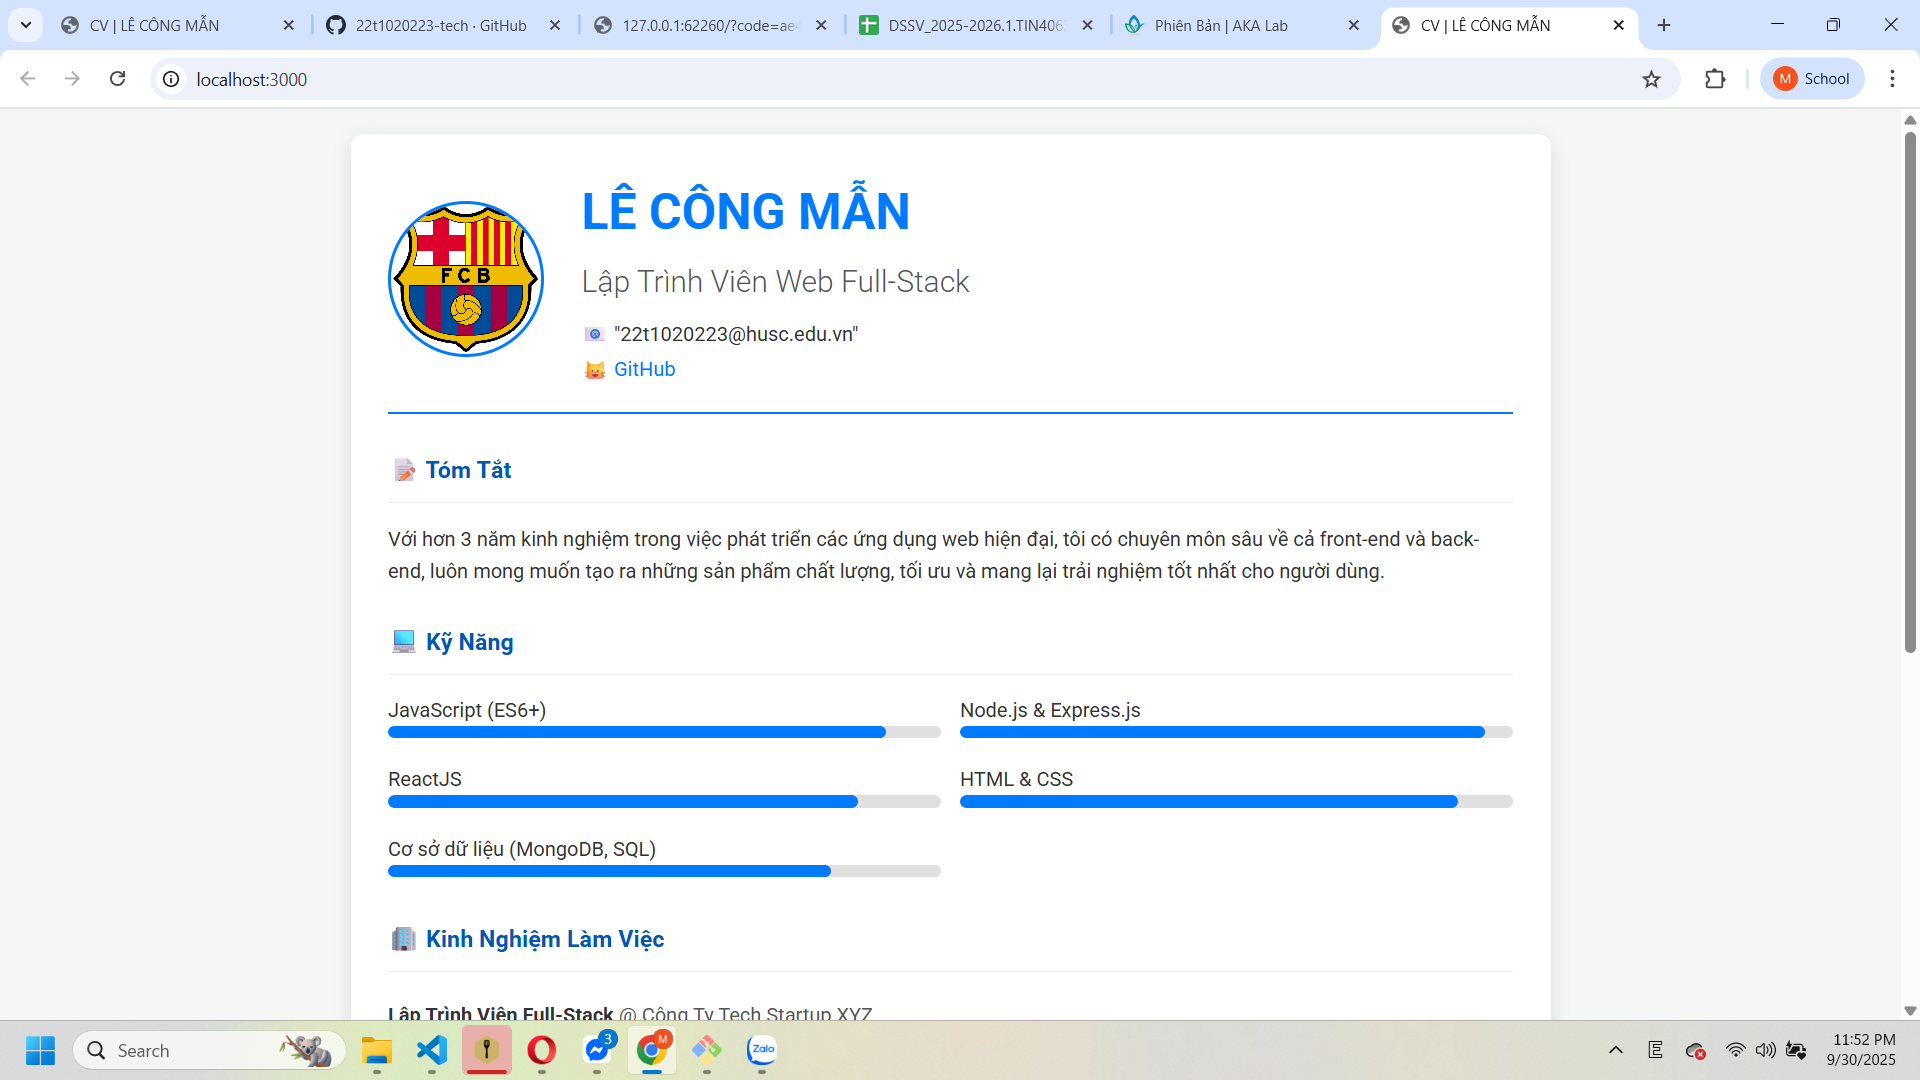 CV | LÊ CÔNG MẪN
22t1020223-tech · GitHub
127.0.0.1:62260/?code=ae4
DSSV_2025-2026.1.TIN406
Phiên Bản | AKA Lab
CV | LÊ CÔNG MẪN
localhost:3000
M School
LÊ CÔNG MẪN
FCB
Lập Trình Viên Web Full-Stack
"22t1020223@husc.edu.vn"
GitHub
Tóm Tắt
Với hơn 3 năm kinh nghiệm trong việc phát triển các ứng dụng web hiện đại, tôi có chuyên môn sâu về cả front-end và back-
end, luôn mong muốn tạo ra những sản phẩm chất lượng, tối ưu và mang lại trải nghiệm tốt nhất cho người dùng.
Kỹ Năng
JavaScript (ES6+)
Node.js & Express.js
ReactJS
HTML & CSS
Cơ sở dữ liệu (MongoDB, SQL)
Kinh Nghiệm Làm Việc
Lập Trình Viên Full-Stack @ Công Ty Tech Startup XYZ
Search
3
M
Zalo
E
11:52 PM
9/30/2025